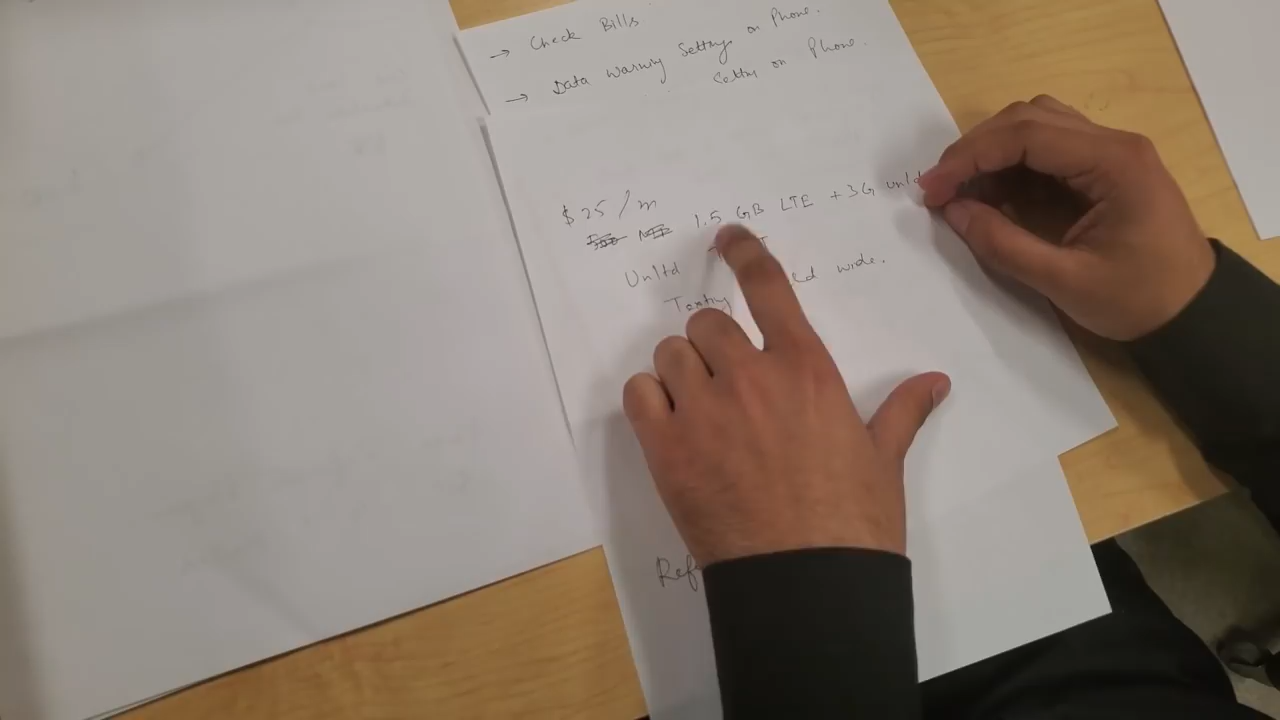 → Check Bills
→ Data warning Setting on Phone.
Setting on Phone.
$25/m
1.5 GB LTE + 3G unltd
Unltd
Texting wide.
Ref